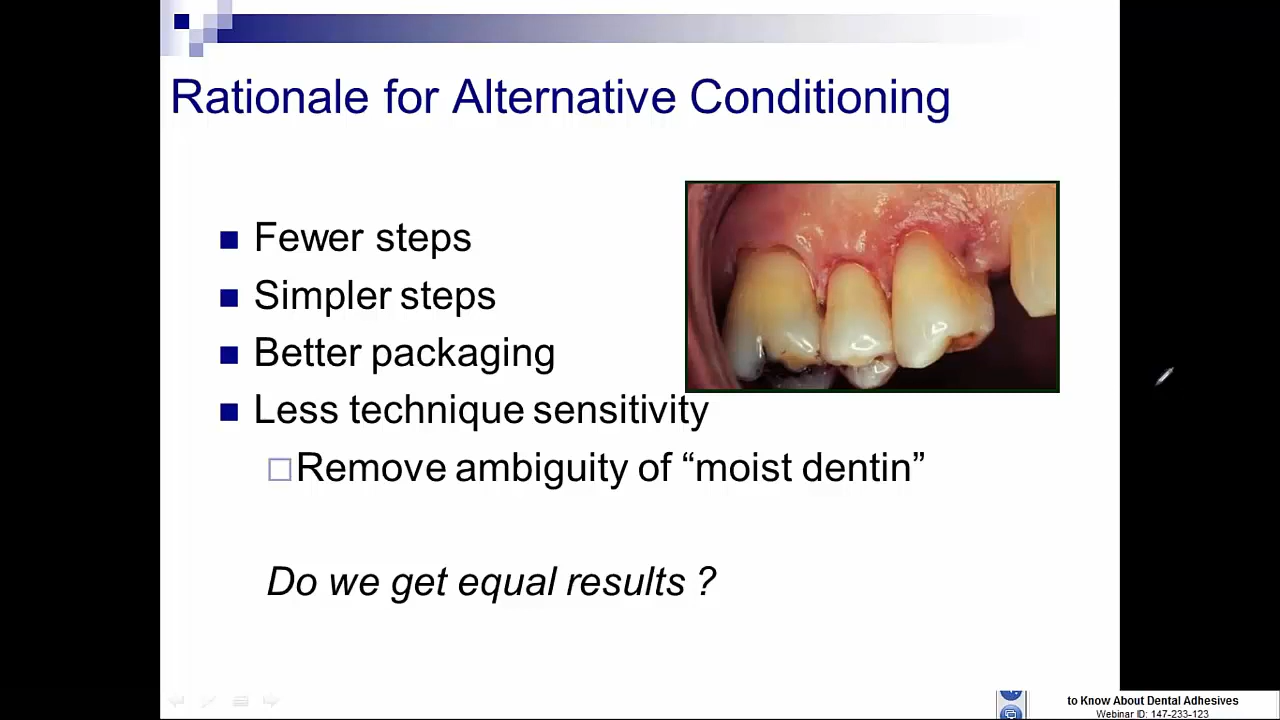 Rationale for Alternative Conditioning
Fewer steps
Simpler steps
Better packaging
Less technique sensitivity
Remove ambiguity of “moist dentin”
Do we get equal results ?
to Know About Dental Adhesives
Webinar ID: 147-233-123